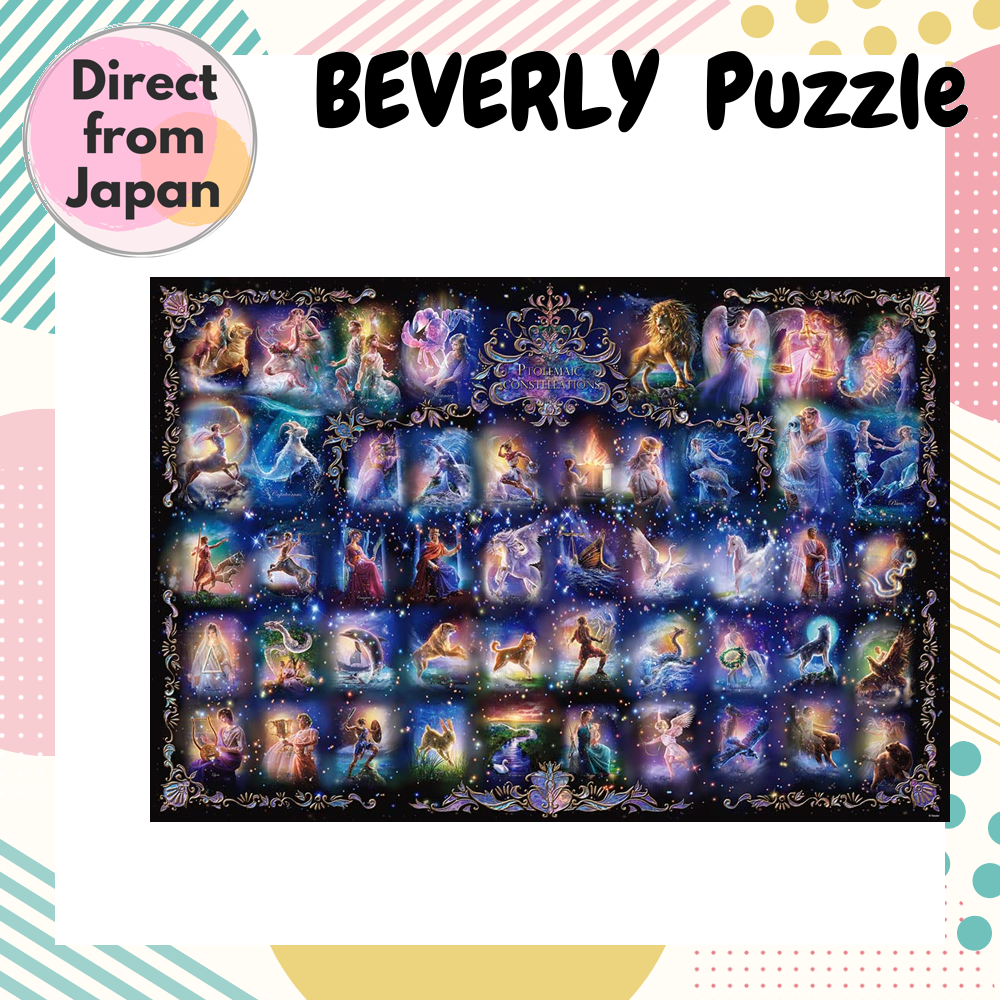 Direct
from
Japan
BEVERLY Puzzle
PTOLEMAIC
CONSTELLATIONS